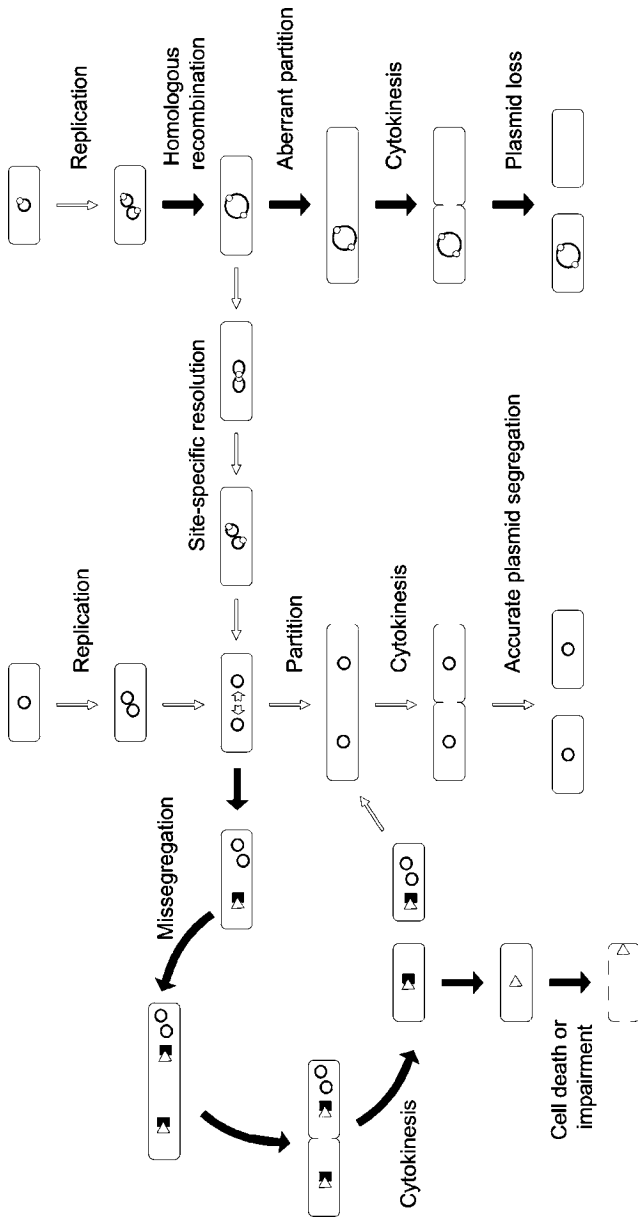 Replication
Homologous
recombination
Aberrant partition
Cytokinesis
Plasmid loss
Site-specific resolution
Replication
Partition
Cytokinesis
Accurate plasmid segregation
Missegregation
Cytokinesis
Cell death or
impairment